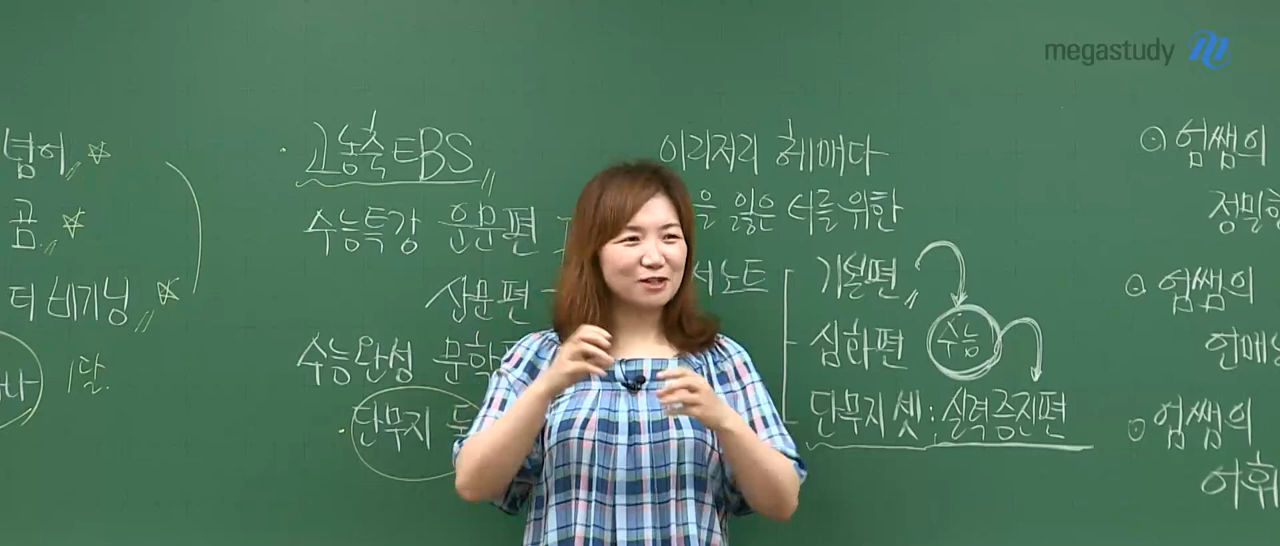 megastudy
넘어
곰
터 비기닝
1달
고농축 EBS
수능특강 운문편
산문편
수능완성 문학
단무지
이리저리 헤매다
을 잃은 너를 위한
서노트
기본편
심화편
수능
단무지 셋 : 실력증진편
엄쌤의
정밀
엄쌤의
연매
엄쌤의
어휘